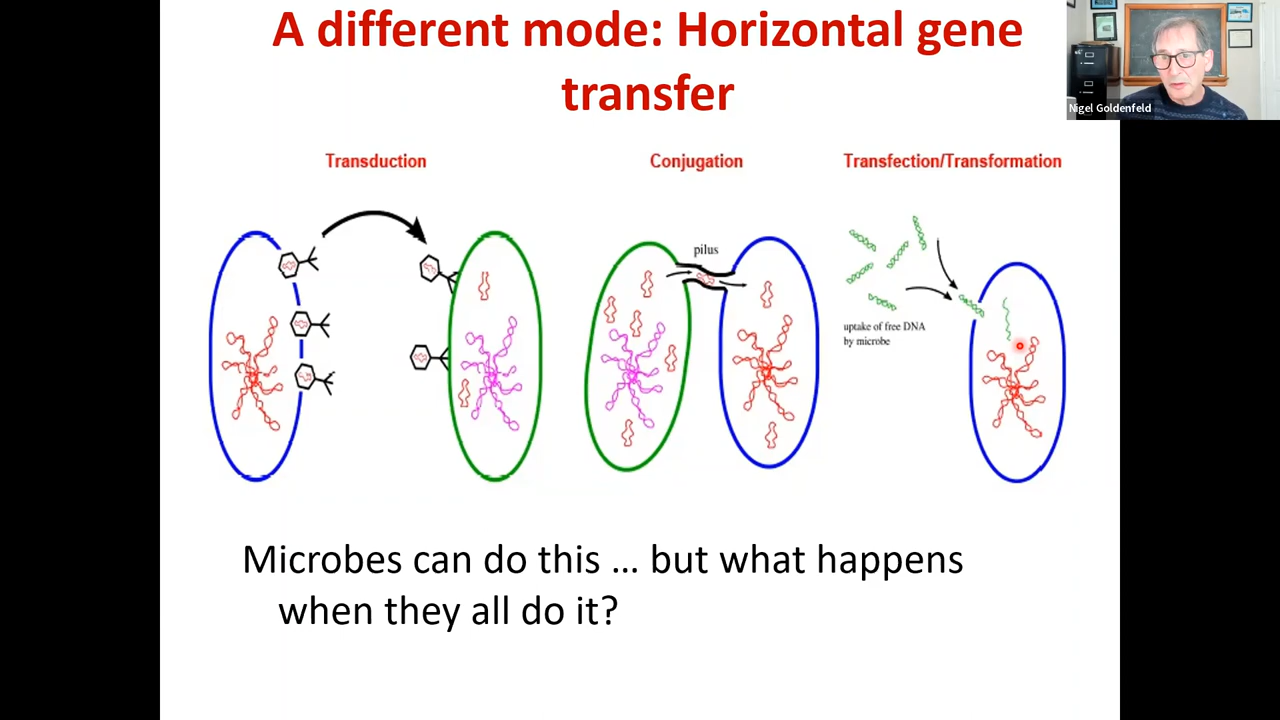 A different mode: Horizontal gene
transfer
Nigel Goldenfeld
Transduction
Conjugation
Transfection/Transformation
pilus
uptake of free DNA
by microbe
Microbes can do this ... but what happens
when they all do it?